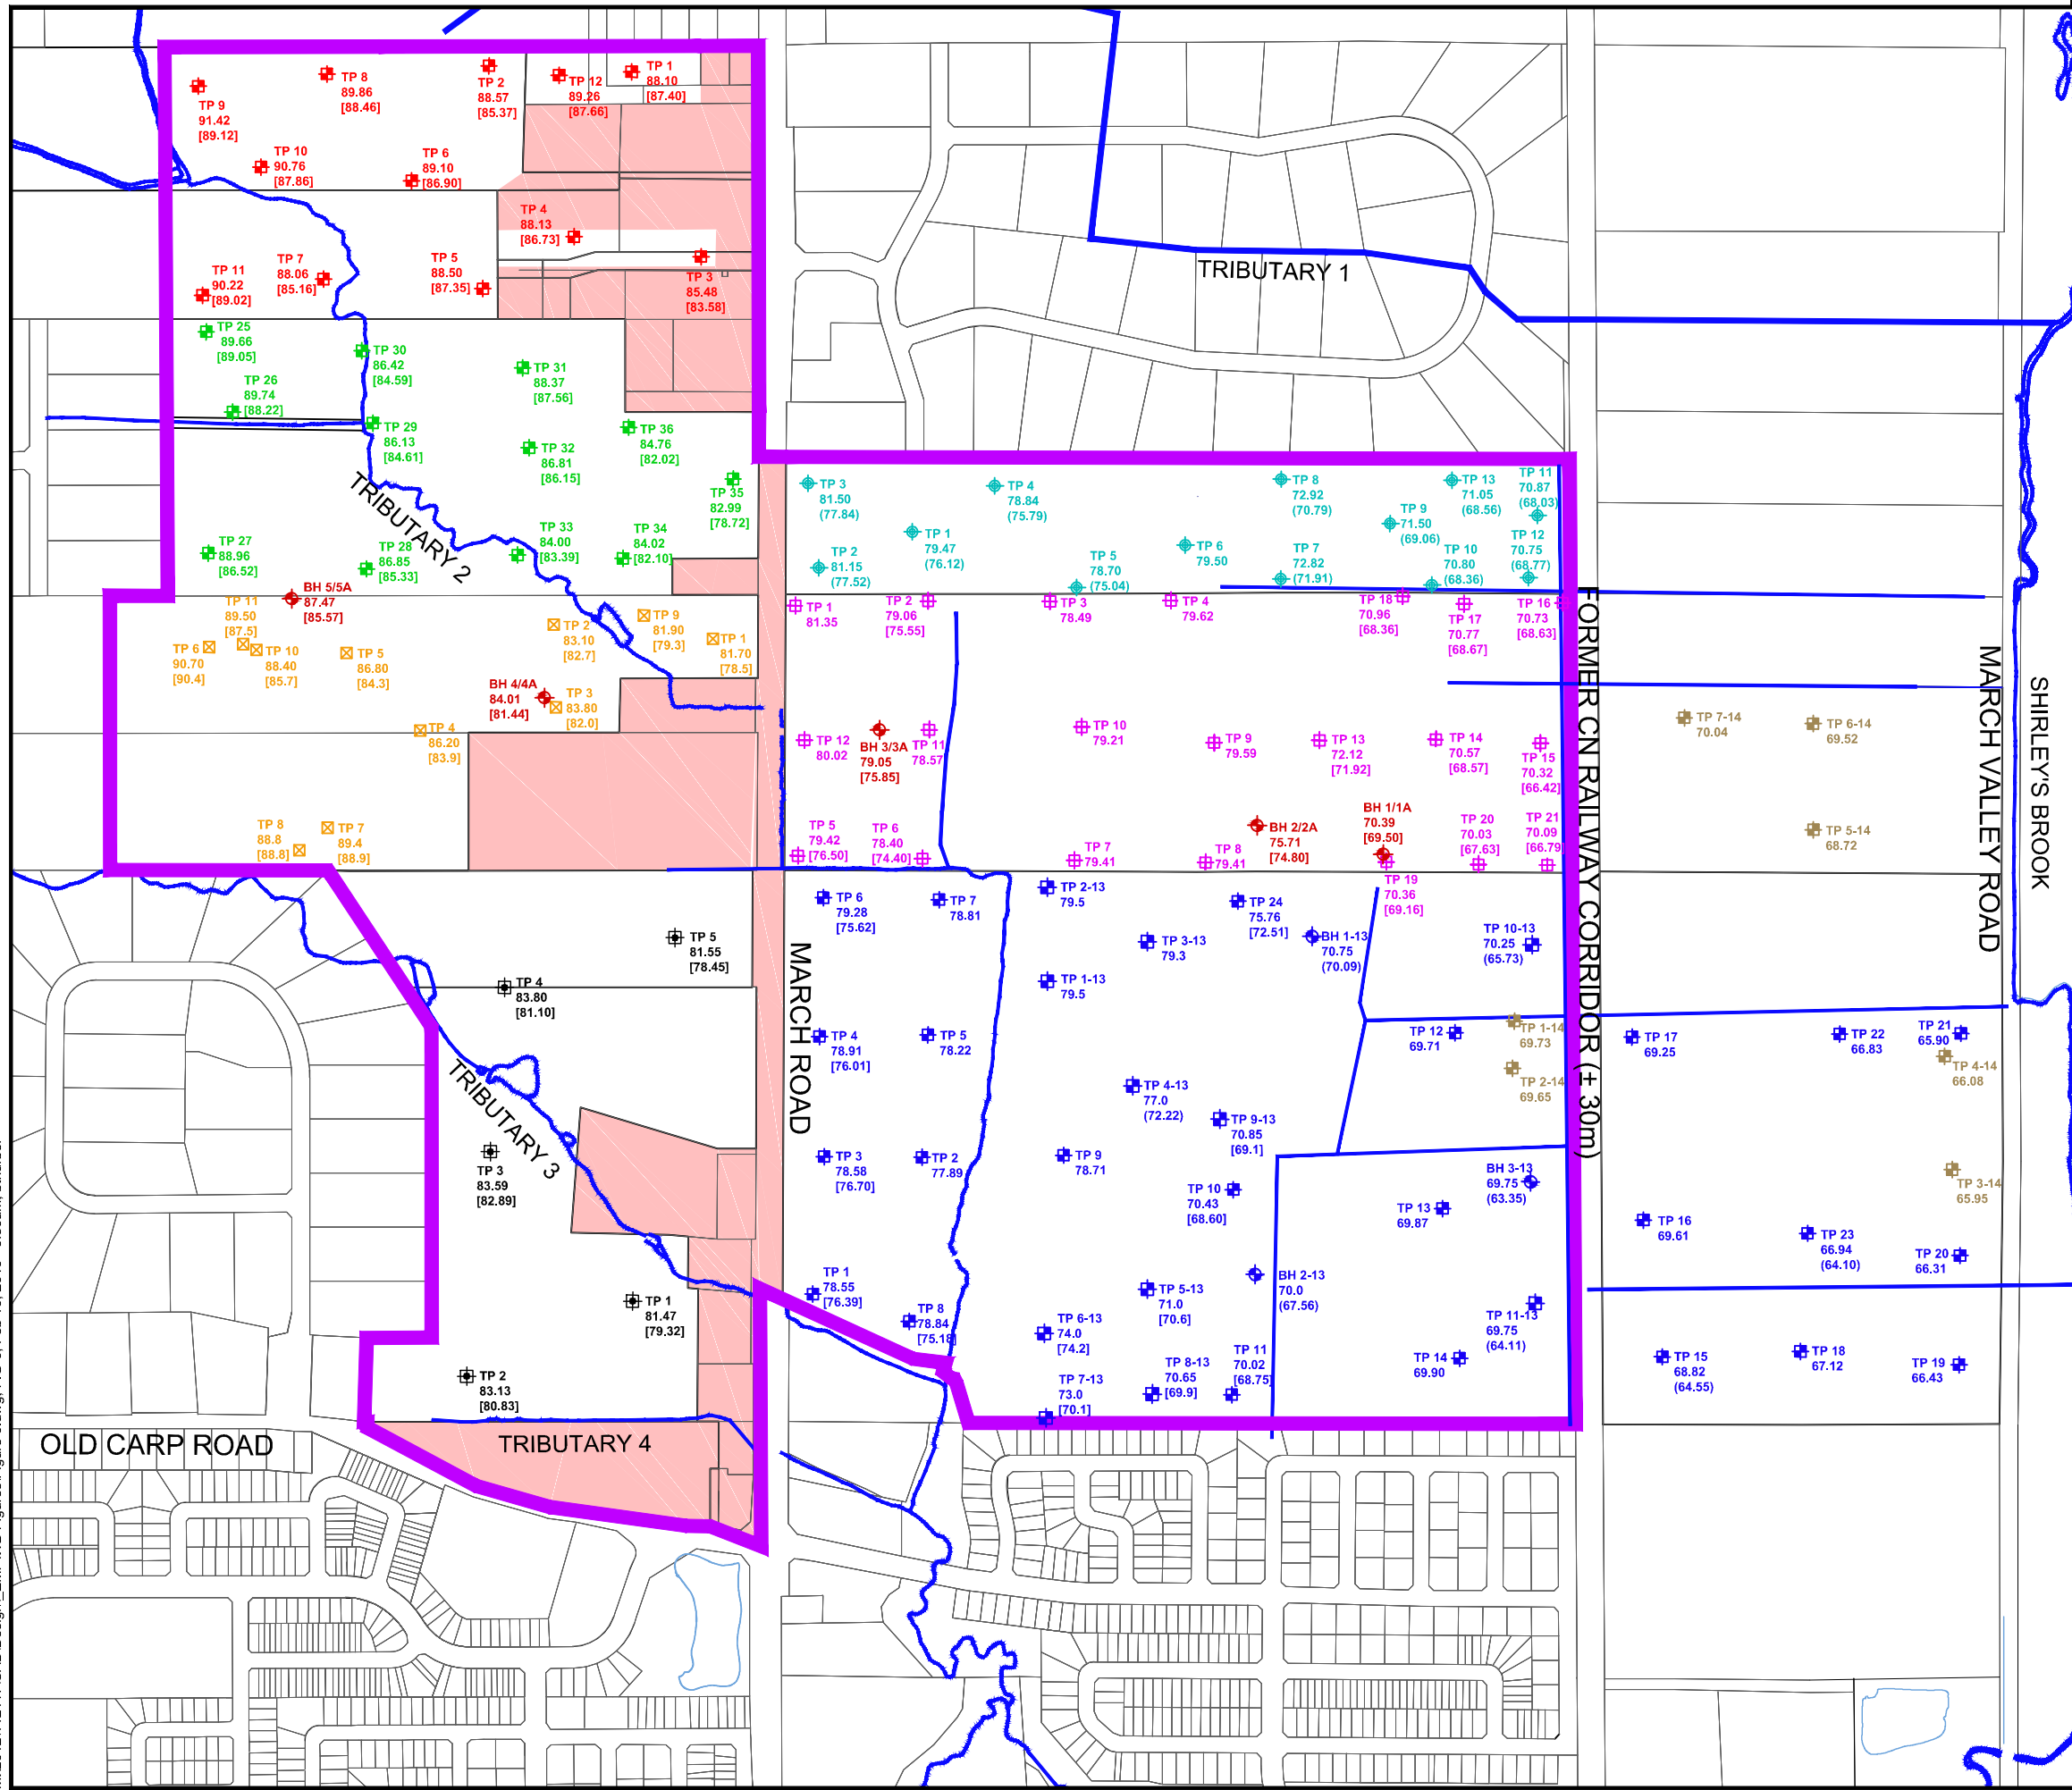 TP 9
91.42
[89.12]
TP 8
89.86
[88.46]
TP 2
88.57
[85.37]
TP 12
89.26
[87.66]
TP 1
88.10
[87.40]
TP 10
90.76
[87.86]
TP 6
89.10
[86.90]
TP 4
88.13
[86.73]
TP 11
90.22
[89.02]
TP 7
88.06
[85.16]
TP 5
88.50
[87.35]
TP 3
85.48
[83.58]
TRIBUTARY 1
TP 25
89.66
[89.05]
TP 30
86.42
[84.59]
TP 31
88.37
[87.56]
TP 26
89.74
[88.22]
TP 29
86.13
[84.61]
TP 32
86.81
[86.15]
TP 36
84.76
[82.02]
TP 35
82.99
[78.72]
TRIBUTARY 2
TP 27
88.96
[86.52]
TP 28
86.85
[85.33]
TP 33
84.00
[83.39]
TP 34
84.02
[82.10]
TP 3
81.50
(77.84)
TP 4
78.84
(75.79)
TP 8
72.92
(70.79)
TP 13
71.05
(68.56)
TP 11
70.87
(68.03)
TP 9
71.50
(69.06)
TP 1
79.47
(76.12)
TP 2
81.15
(77.52)
TP 5
78.70
(75.04)
TP 6
79.50
TP 7
72.82
(71.91)
TP 10
70.80
(68.36)
TP 12
70.75
(68.77)
BH 5/5A
87.47
[85.57]
TP 11
89.50
[87.5]
TP 6
90.70
[90.4]
TP 10
88.40
[85.7]
TP 5
86.80
[84.3]
TP 2
83.10
[82.7]
TP 9
81.90
[79.3]
TP 1
81.70
[78.5]
BH 4/4A
84.01
[81.44]
TP 3
83.80
[82.0]
TP 4
86.20
[83.9]
TP 8
88.8
[88.8]
TP 7
89.4
[88.9]
TP 1
81.35
TP 2
79.06
[75.55]
TP 3
78.49
TP 4
79.62
TP 18
70.96
[68.36]
TP 17
70.77
[68.67]
TP 16
70.73
[68.63]
TP 12
80.02
BH 3/3A
79.05
[75.85]
TP 11
78.57
TP 10
79.21
TP 9
79.59
TP 13
72.12
[71.92]
TP 14
70.57
[68.57]
TP 15
70.32
[66.42]
TP 5
79.42
[76.50]
TP 6
78.40
[74.40]
TP 7
79.41
TP 8
79.41
BH 2/2A
75.71
[74.80]
BH 1/1A
70.39
[69.50]
TP 20
70.03
[67.63]
TP 21
70.09
[66.79]
TP 19
70.36
[69.16]
TP 7-14
70.04
TP 6-14
69.52
TP 5-14
68.72
FORMER CN RAILWAY CORRIDOR (± 30m)
MARCH VALLEY ROAD
SHIRLEY'S BROOK
MARCH ROAD
TP 5
81.55
[78.45]
TP 4
83.80
[81.10]
TRIBUTARY 3
TP 3
83.59
[82.89]
TP 1
81.47
[79.32]
TP 2
83.13
[80.83]
TP 6
79.28
[75.62]
TP 7
78.81
TP 2-13
79.5
TP 3-13
79.3
TP 24
75.76
[72.51]
BH 1-13
70.75
(70.09)
TP 10-13
70.25
(65.73)
TP 1-13
79.5
TP 4
78.91
[76.01]
TP 5
78.22
TP 12
69.71
TP 1-14
69.73
TP 2-14
69.65
TP 4-13
77.0
(72.22)
TP 9-13
70.85
[69.1]
TP 3
78.58
[76.70]
TP 2
77.89
TP 9
78.71
TP 10
70.43
[68.60]
TP 13
69.87
BH 3-13
69.75
(63.35)
TP 1
78.55
[76.39]
TP 8
78.84
[75.18]
TP 5-13
71.0
[70.6]
BH 2-13
70.0
(67.56)
TP 6-13
74.0
[74.2]
TP 11-13
69.75
(64.11)
TP 7-13
73.0
[70.1]
TP 8-13
70.65
[69.9]
TP 11
70.02
[68.75]
TP 14
69.90
TP 17
69.25
TP 22
66.83
TP 21
65.90
TP 4-14
66.08
TP 3-14
65.95
TP 16
69.61
TP 23
66.94
(64.10)
TP 20
66.31
TP 15
68.82
(64.55)
TP 18
67.12
TP 19
66.43
OLD CARP ROAD
TRIBUTARY 4